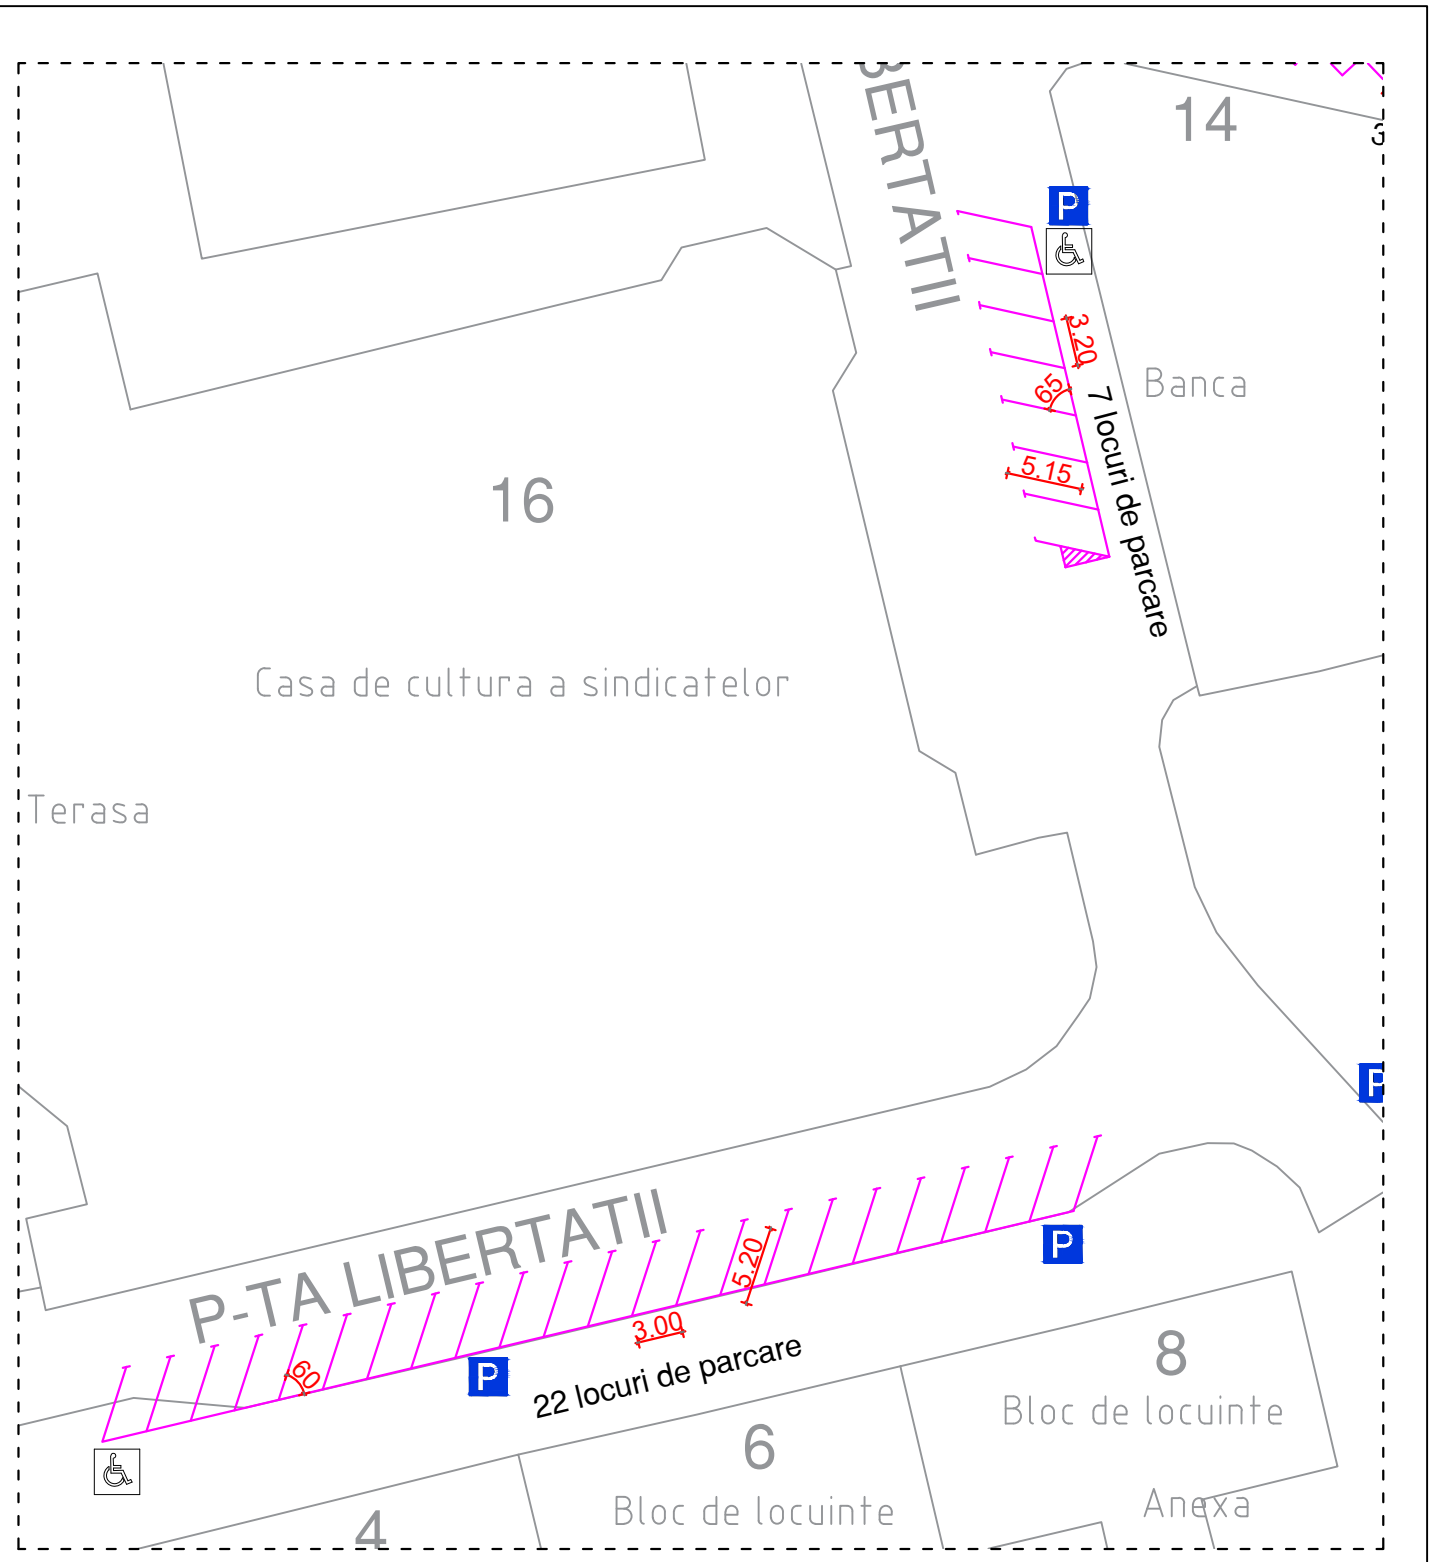 BERTATII
14
3
P
3.20
65
5.15
7 locuri de parcare
Banca
16
Casa de cultura a sindicatelor
Terasa
P
P-TA LIBERTATII
5.20
P
3.00
60
P
22 locuri de parcare
8
Bloc de locuinte
6
Bloc de locuinte
Anexa
4